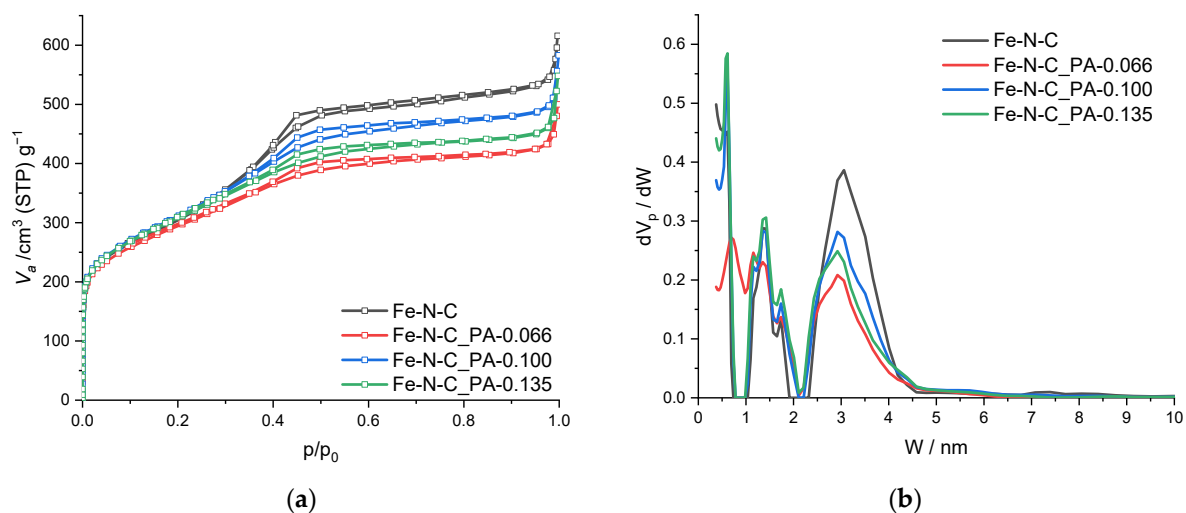 600
500
400
300
200
100
0
V_a /cm³ (STP) g⁻¹
0.0 0.2 0.4 0.6 0.8 1.0
p/p₀
Fe-N-C
Fe-N-C_PA-0.066
Fe-N-C_PA-0.100
Fe-N-C_PA-0.135
(a)
0.6
0.5
0.4
0.3
0.2
0.1
0.0
dV_p / dW
0 1 2 3 4 5 6 7 8 9 10
W / nm
Fe-N-C
Fe-N-C_PA-0.066
Fe-N-C_PA-0.100
Fe-N-C_PA-0.135
(b)